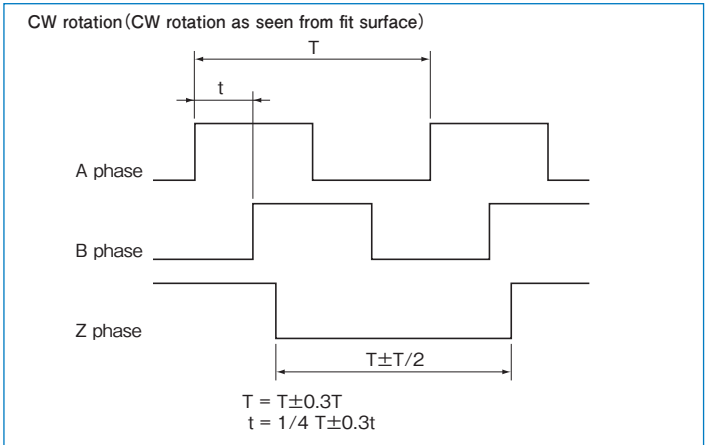 CW rotation(CW rotation as seen from fit surface)
T
t
A phase
B phase
Z phase
T±T/2
T = T±0.3T
t = 1/4 T±0.3t